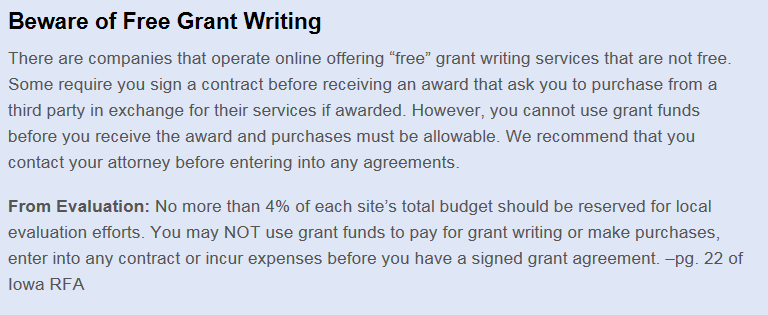 Beware of Free Grant Writing
There are companies that operate online offering “free” grant writing services that are not free.
Some require you sign a contract before receiving an award that ask you to purchase from a
third party in exchange for their services if awarded. However, you cannot use grant funds
before you receive the award and purchases must be allowable. We recommend that you
contact your attorney before entering into any agreements.
From Evaluation: No more than 4% of each site’s total budget should be reserved for local
evaluation efforts. You may NOT use grant funds to pay for grant writing or make purchases,
enter into any contract or incur expenses before you have a signed grant agreement. –pg. 22 of
Iowa RFA